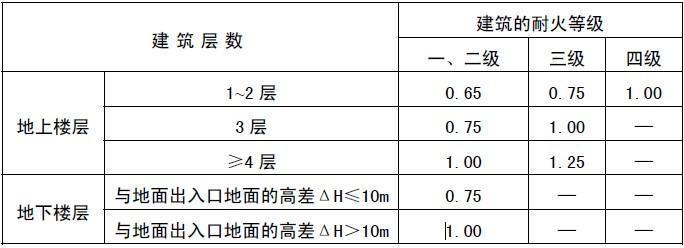 建筑层数 建筑的耐火等级
一、二级 三级 四级
地上楼层 1~2层 0.65 0.75 1.00
3层 0.75 1.00 —
≥4层 1.00 1.25 —
地下楼层 与地面出入口地面的高差ΔH≤10m 0.75 — —
与地面出入口地面的高差ΔH＞10m 1.00 — —